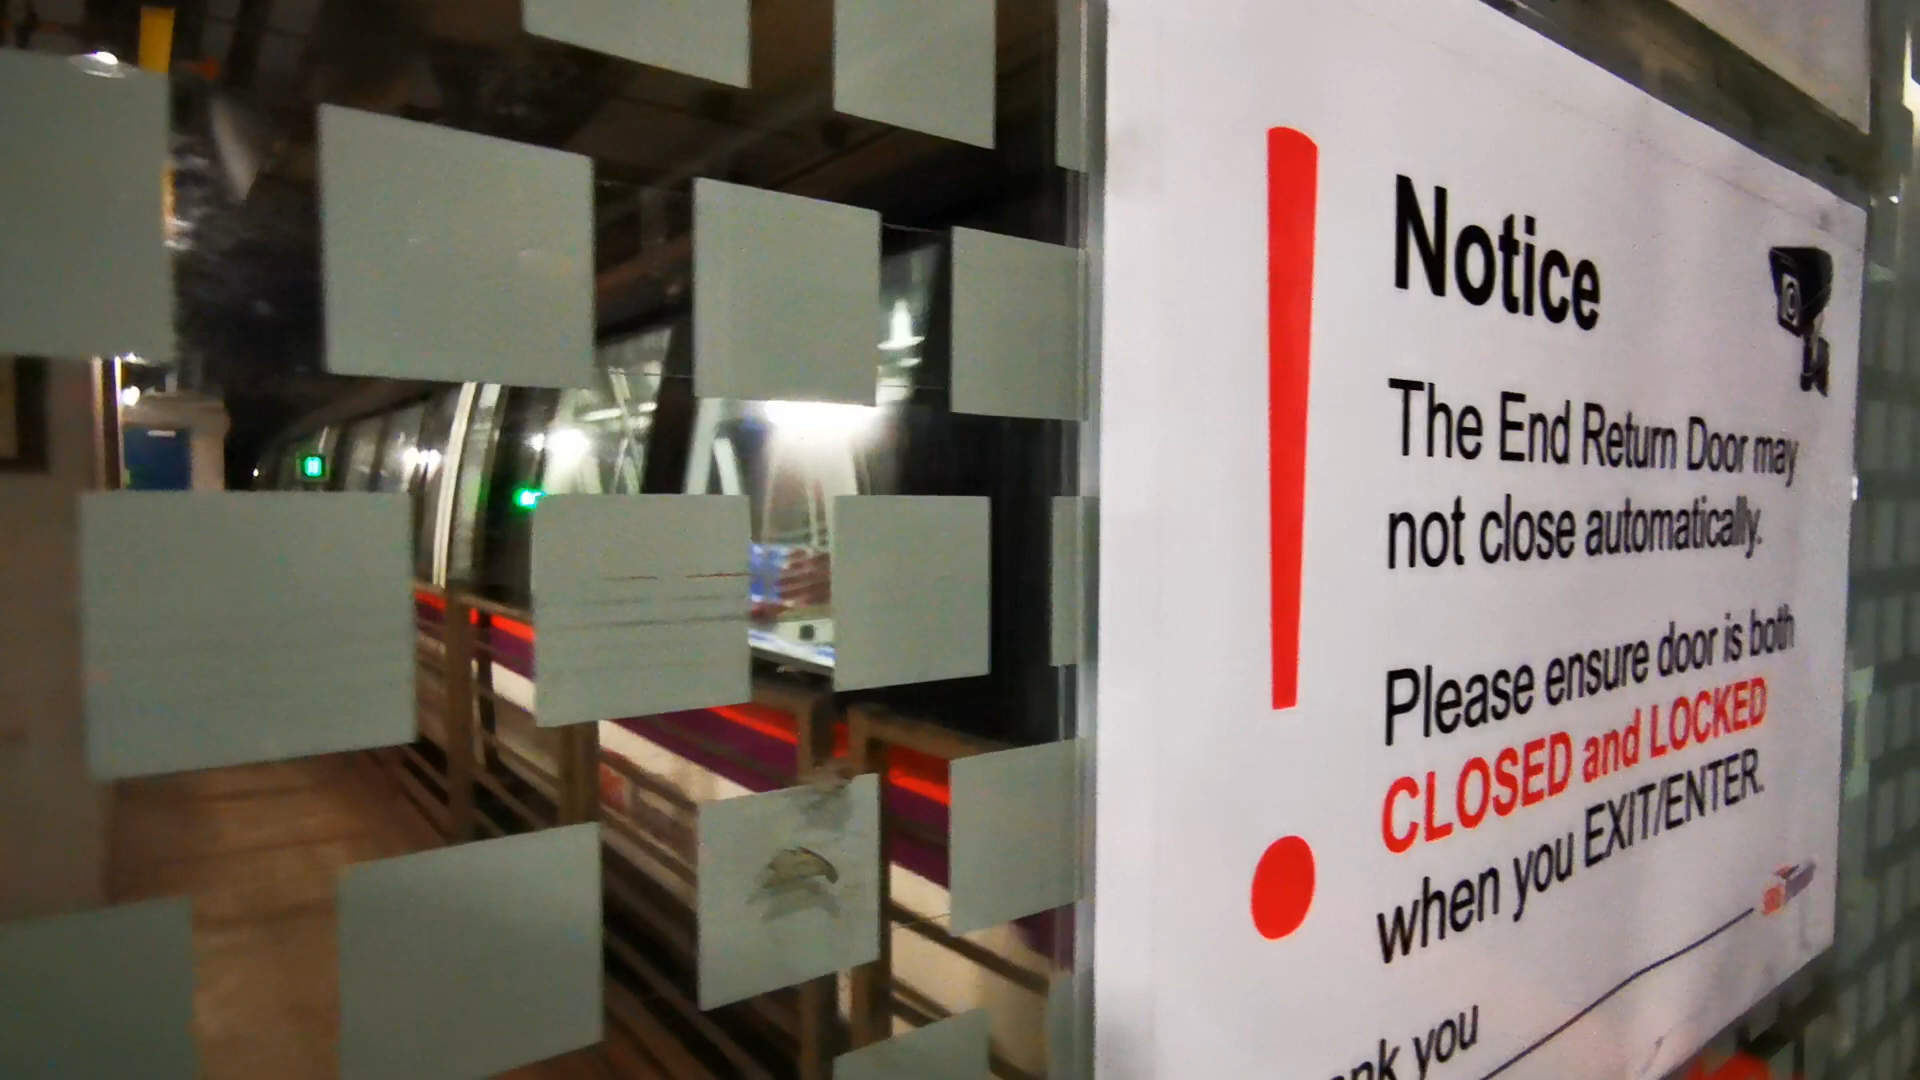 Notice
The End Return Door may
not close automatically.
Please ensure door is both
CLOSED and LOCKED
when you EXIT/ENTER.
you